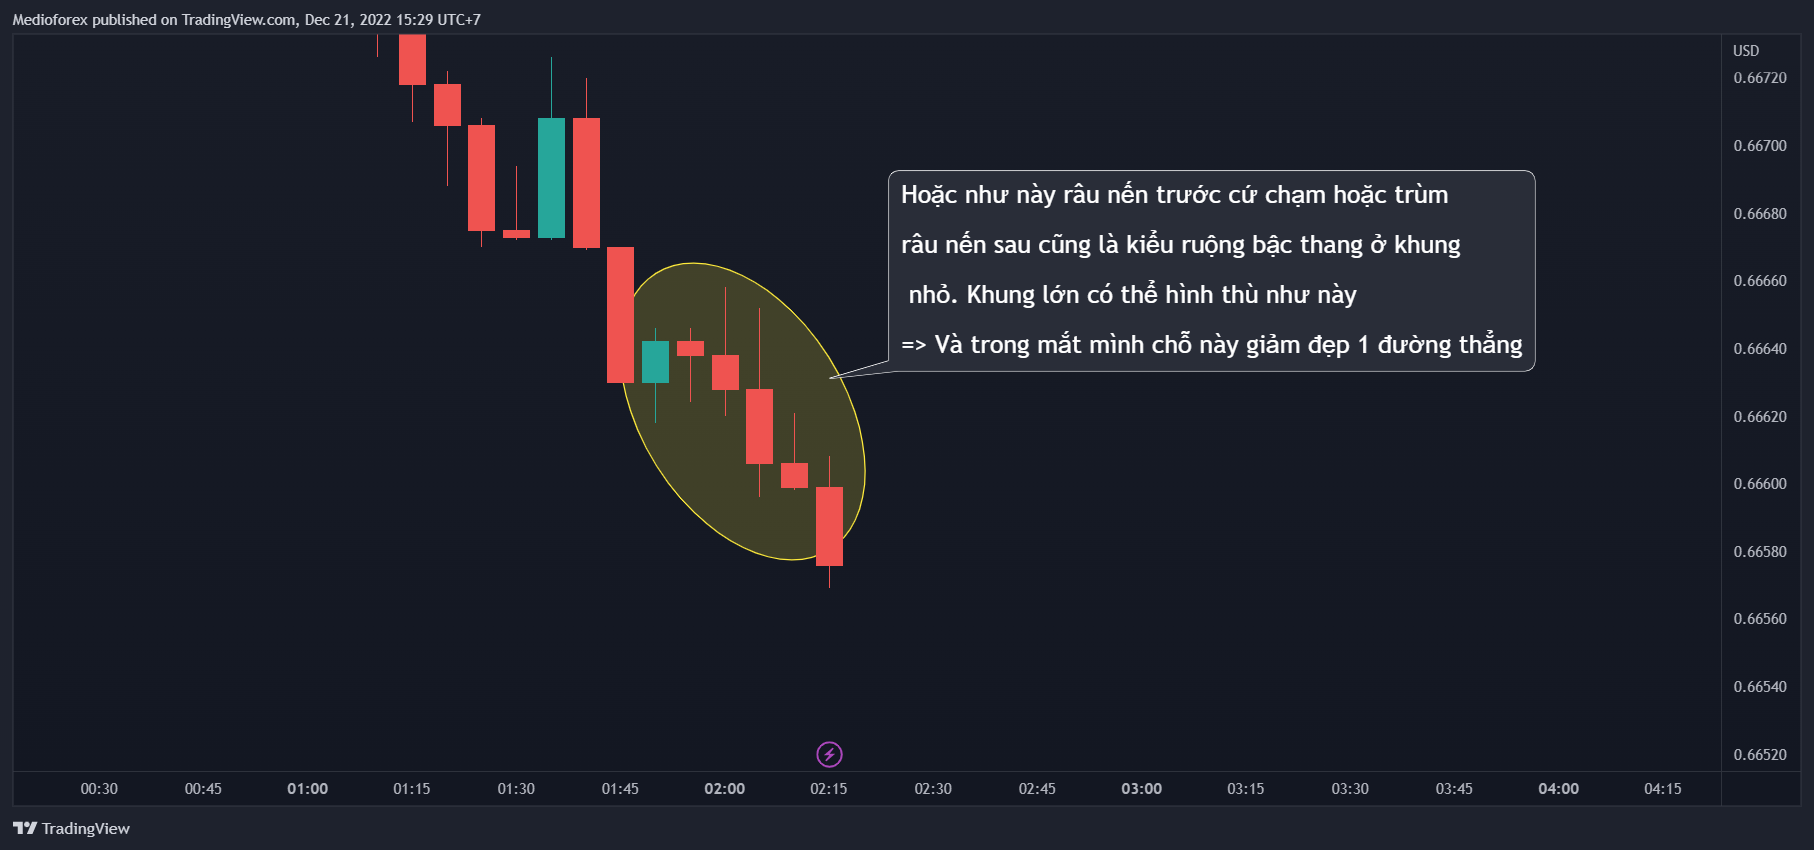 Medioforex published on TradingView.com, Dec 21, 2022 15:29 UTC+7
USD
0.66720
0.66700
0.66680
0.66660
0.66640
0.66620
0.66600
0.66580
0.66560
0.66540
0.66520
Hoặc như này râu nến trước cứ chạm hoặc trùm
râu nến sau cũng là kiểu ruộng bậc thang ở khung
nhỏ. Khung lớn có thể hình thù như này
=> Và trong mắt mình chỗ này giảm đẹp 1 đường thẳng
00:30 00:45 01:00 01:15 01:30 01:45 02:00 02:15 02:30 02:45 03:00 03:15 03:30 03:45 04:00 04:15
TradingView